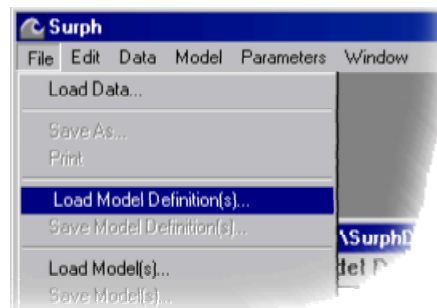 Surph
File Edit Data Model Parameters Window
Load Data...
Save As...
Print
Load Model Definition(s)...
Save Model Definition(s)...
\SurphD
Load Model(s)...
Save Model(s)...